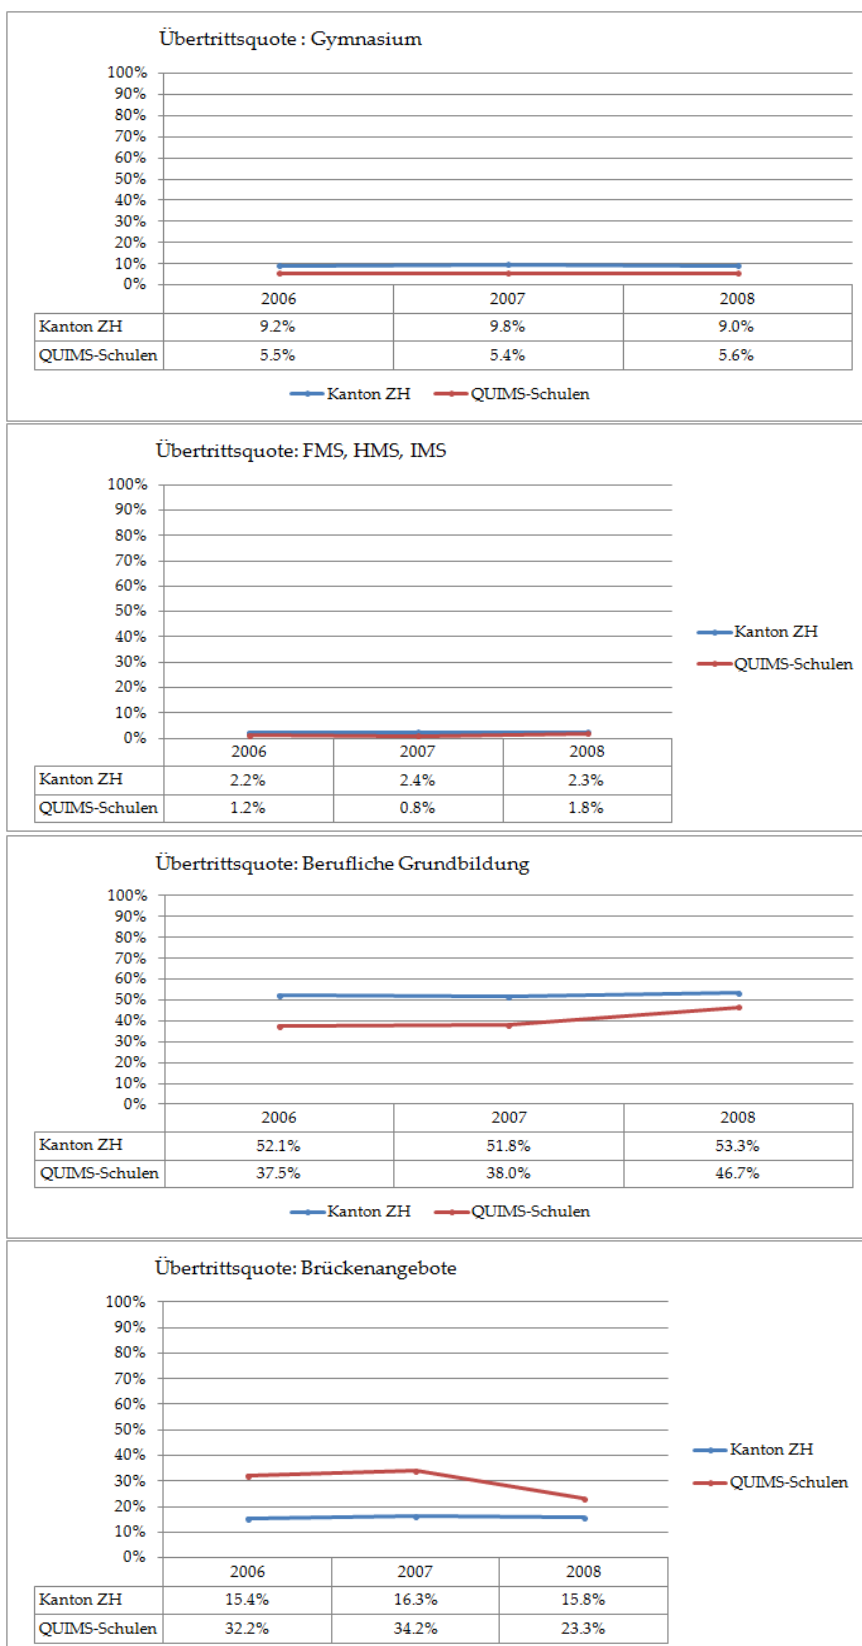 Übertrittsquote : Gymnasium
100%
90%
80%
70%
60%
50%
40%
30%
20%
10%
0%
2006 2007 2008
Kanton ZH 9.2% 9.8% 9.0%
QUIMS-Schulen 5.5% 5.4% 5.6%
Kanton ZH QUIMS-Schulen
Übertrittsquote: FMS, HMS, IMS
100%
90%
80%
70%
60%
50%
40%
30%
20%
10%
0%
Kanton ZH
QUIMS-Schulen
2006 2007 2008
Kanton ZH 2.2% 2.4% 2.3%
QUIMS-Schulen 1.2% 0.8% 1.8%
Übertrittsquote: Berufliche Grundbildung
100%
90%
80%
70%
60%
50%
40%
30%
20%
10%
0%
2006 2007 2008
Kanton ZH 52.1% 51.8% 53.3%
QUIMS-Schulen 37.5% 38.0% 46.7%
Kanton ZH QUIMS-Schulen
Übertrittsquote: Brückenangebote
100%
90%
80%
70%
60%
50%
40%
30%
20%
10%
0%
Kanton ZH
QUIMS-Schulen
2006 2007 2008
Kanton ZH 15.4% 16.3% 15.8%
QUIMS-Schulen 32.2% 34.2% 23.3%